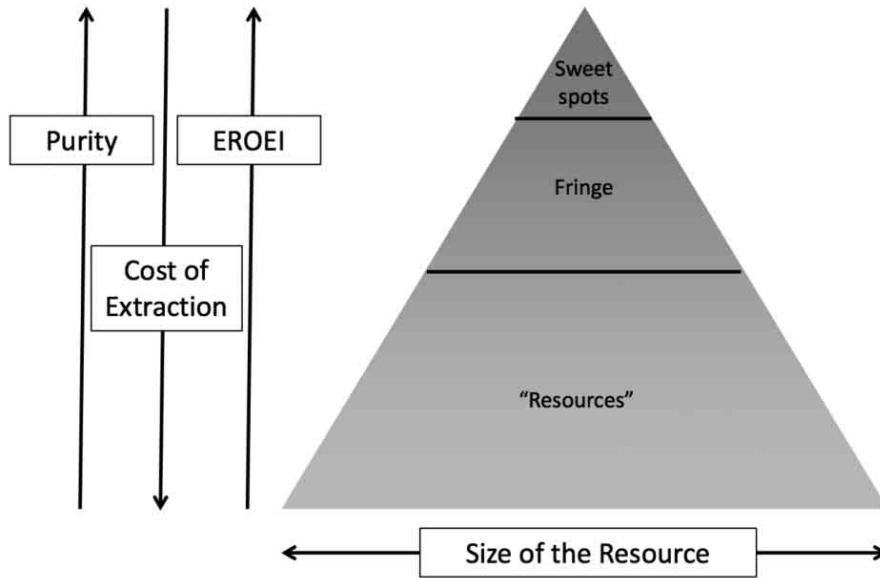 Sweet
spots
Purity
EROEI
Fringe
Cost of
Extraction
“Resources”
Size of the Resource